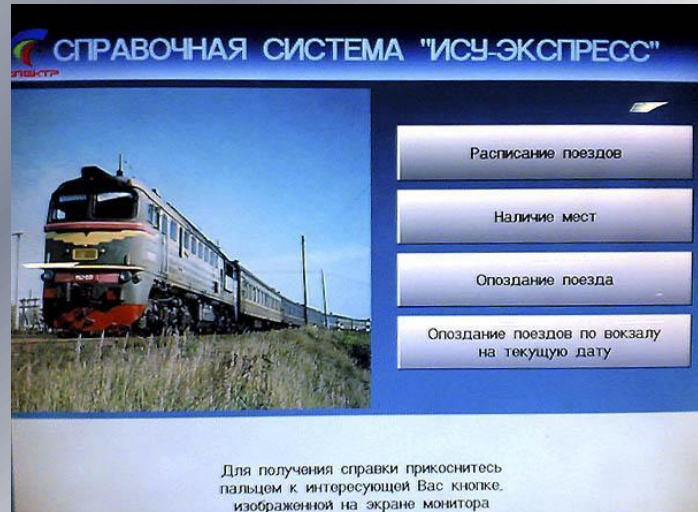 СПРАВОЧНАЯ СИСТЕМА "ИСУ-ЭКСПРЕСС"
Расписание поездов
Наличие мест
Опоздание поезда
Опоздание поездов по вокзалу
на текущую дату
Для получения справки прикоснитесь
пальцем к интересующей Вас кнопке,
изображенной на экране монитора